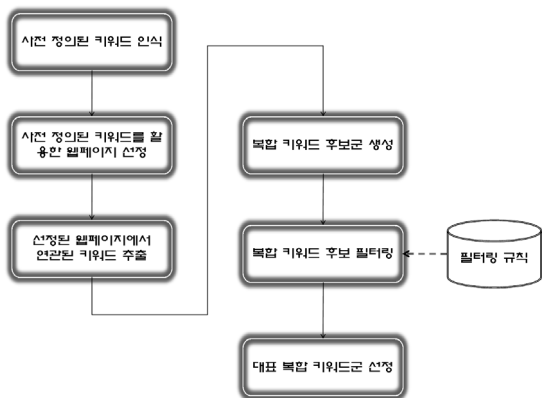 사전 정의된 키워드 인식
사전 정의된 키워드를 활
용한 웹페이지 선정
선정된 웹페이지에서
연관된 키워드 추출
복합 키워드 후보군 생성
복합 키워드 후보 필터링
필터링 규칙
대표 복합 키워드군 선정